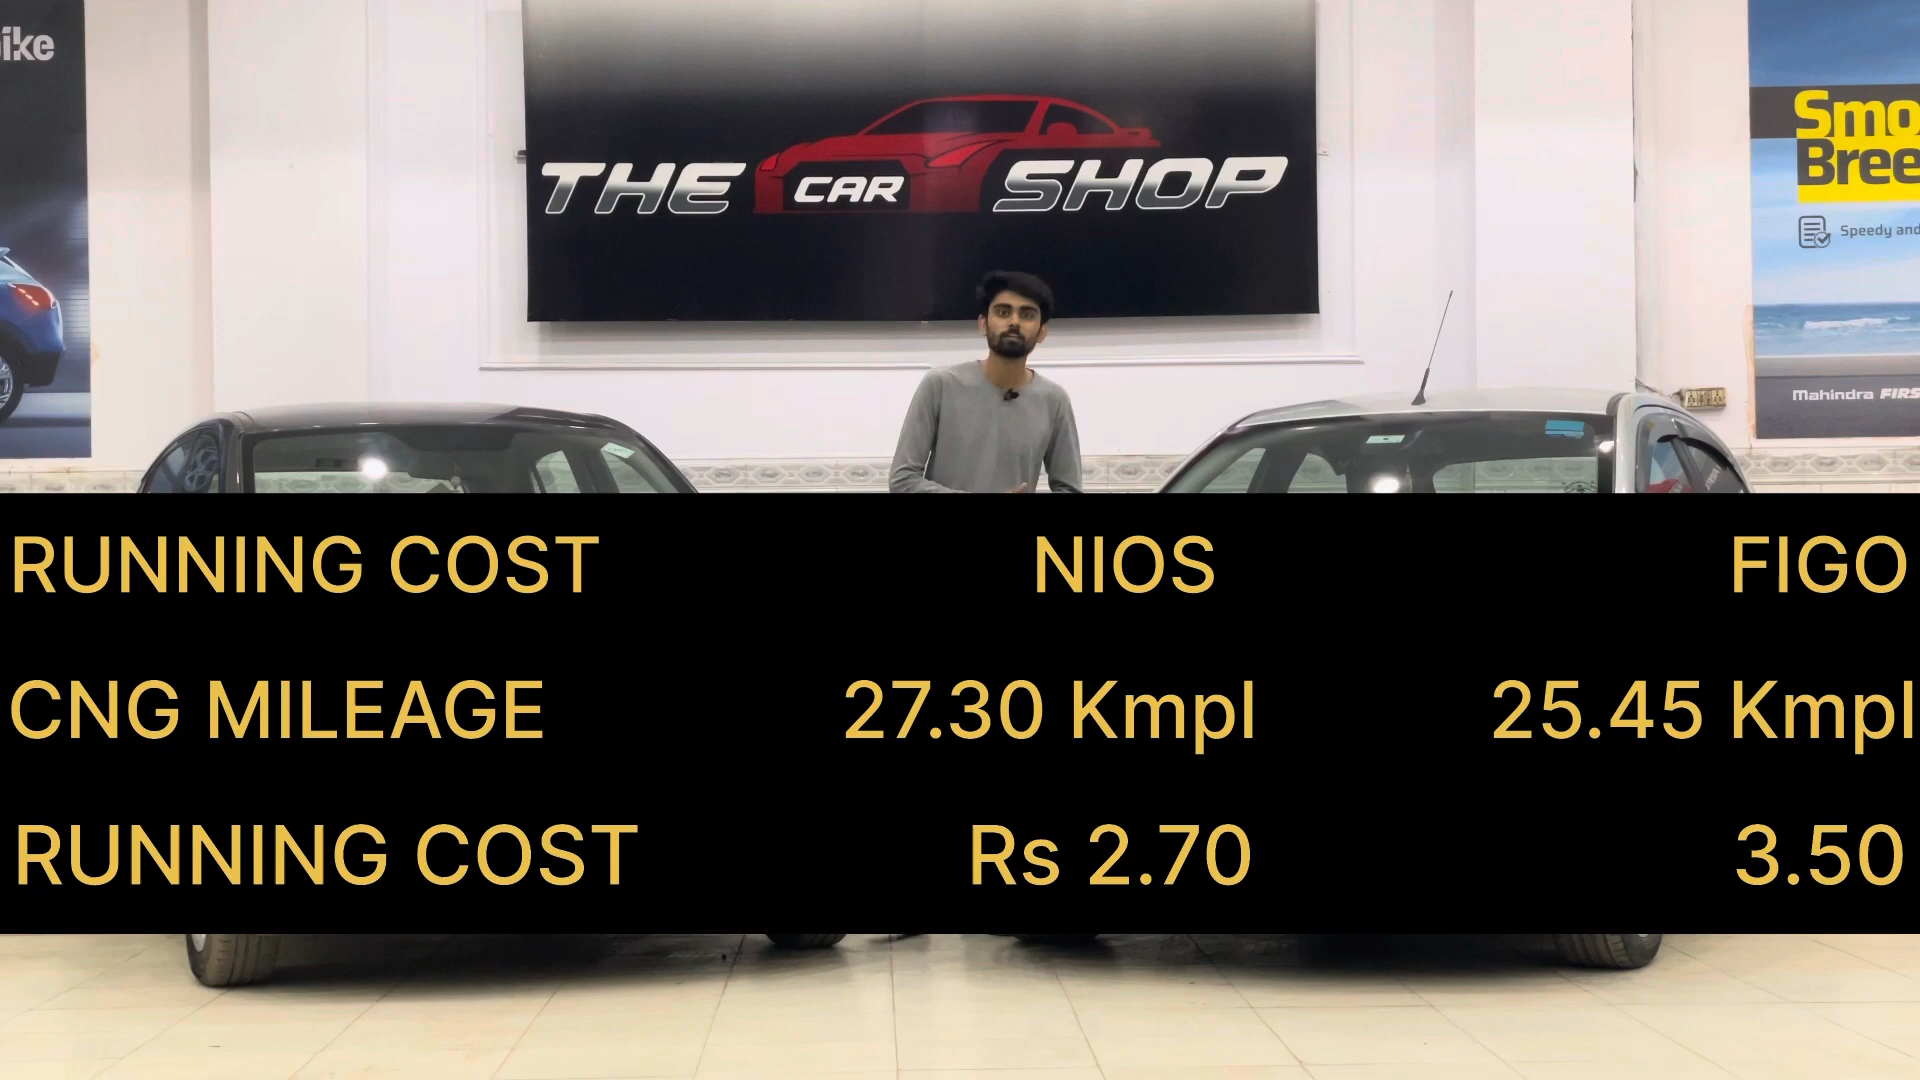 ike
THE CAR SHOP
Smo
Bree
Speedy and
Mahindra FIRS
RUNNING COST NIOS FIGO
CNG MILEAGE 27.30 Kmpl 25.45 Kmpl
RUNNING COST Rs 2.70 3.50